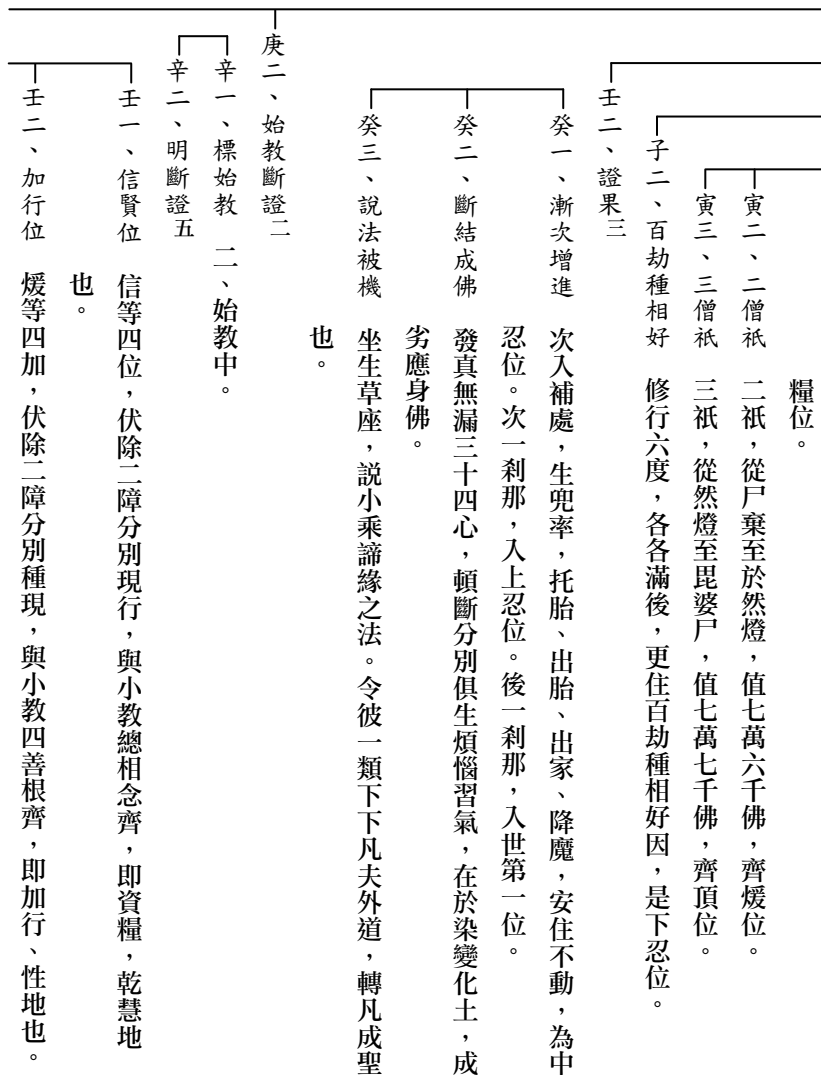 糧位。
寅二、二僧祇　二祇，從尸棄至於然燈，值七萬六千佛，齊煖位。
寅三、三僧祇　三祇，從然燈至毘婆尸，值七萬七千佛，齊頂位。
子二、百劫種相好　修行六度，各各滿後，更住百劫種相好因，是下忍位。
壬二、證果三
癸一、漸次增進　次入補處，生兜率，托胎、出胎、出家、降魔，安住不動，為中
忍位。次一剎那，入上忍位。後一剎那，入世第一位。
癸二、斷結成佛　發真無漏三十四心，頓斷分別俱生煩惱習氣，在於染變化土，成
劣應身佛。
癸三、說法被機　坐生草座，說小乘諦緣之法。令彼一類下下凡夫外道，轉凡成聖
也。
庚二、始教斷證二
辛一、標始教　二、始教中。
辛二、明斷證五
壬一、信賢位　信等四位，伏除二障分別現行，與小教總相念齊，即資糧，乾慧地
也。
壬二、加行位　煖等四加，伏除二障分別種現，與小教四善根齊，即加行、性地也。